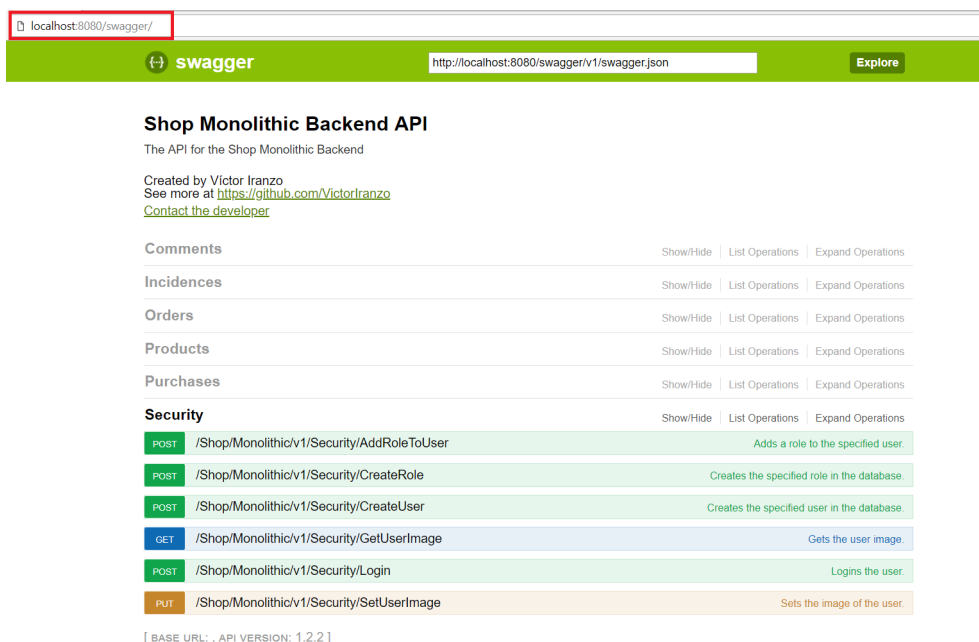 localhost:8080/swagger/
swagger http://localhost:8080/swagger/v1/swagger.json Explore
Shop Monolithic Backend API
The API for the Shop Monolithic Backend
Created by Víctor Iranzo
See more at https://github.com/VictorIranzo
Contact the developer
Comments Show/Hide List Operations Expand Operations
Incidences Show/Hide List Operations Expand Operations
Orders Show/Hide List Operations Expand Operations
Products Show/Hide List Operations Expand Operations
Purchases Show/Hide List Operations Expand Operations
Security Show/Hide List Operations Expand Operations
POST /Shop/Monolithic/v1/Security/AddRoleToUser Adds a role to the specified user.
POST /Shop/Monolithic/v1/Security/CreateRole Creates the specified role in the database.
POST /Shop/Monolithic/v1/Security/CreateUser Creates the specified user in the database.
GET /Shop/Monolithic/v1/Security/GetUserImage Gets the user image.
POST /Shop/Monolithic/v1/Security/Login Logins the user.
PUT /Shop/Monolithic/v1/Security/SetUserImage Sets the image of the user.
[ BASE URL: , API VERSION: 1.2.2 ]